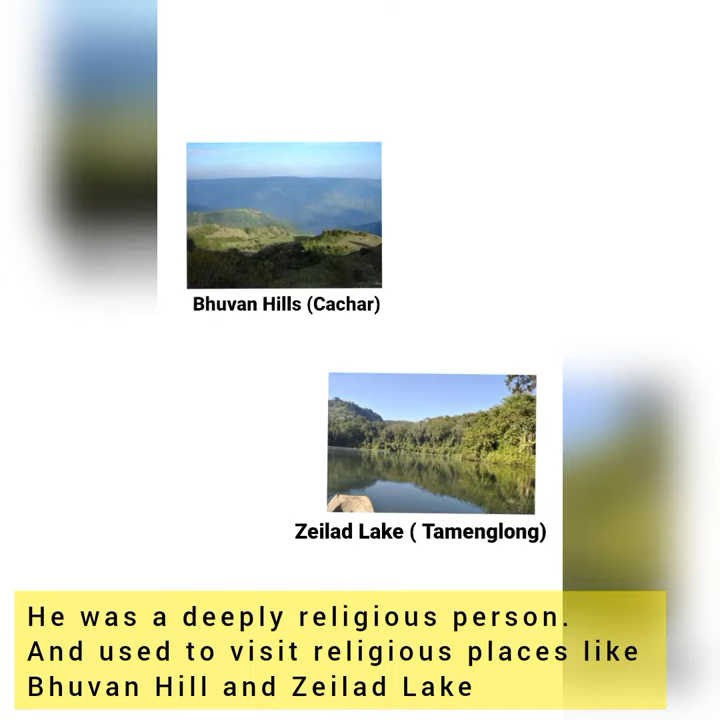 Bhuvan Hills (Cachar)
Zeilad Lake ( Tamenglong)
He was a deeply religious person.
And used to visit religious places like
Bhuvan Hill and Zeilad Lake